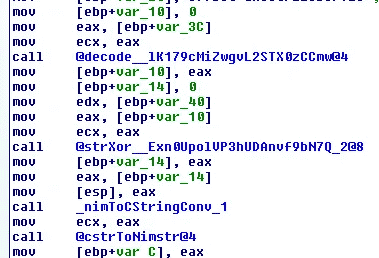 mov [ebp+var_10], 0
mov eax, [ebp+var_3C]
mov ecx, eax
call @decode__lK179cMiZwgvL2STX0zCCmw@4
mov [ebp+var_10], eax
mov [ebp+var_14], 0
mov edx, [ebp+var_40]
mov eax, [ebp+var_10]
mov ecx, eax
call @strXor__Exn0UpolVP3hUDAnvf9bN7Q_2@8
mov [ebp+var_14], eax
mov eax, [ebp+var_14]
mov [esp], eax
call _nimToCStringConv_1
mov ecx, eax
call @cstrToNimstr@4
mov [ebp+var_C], eax